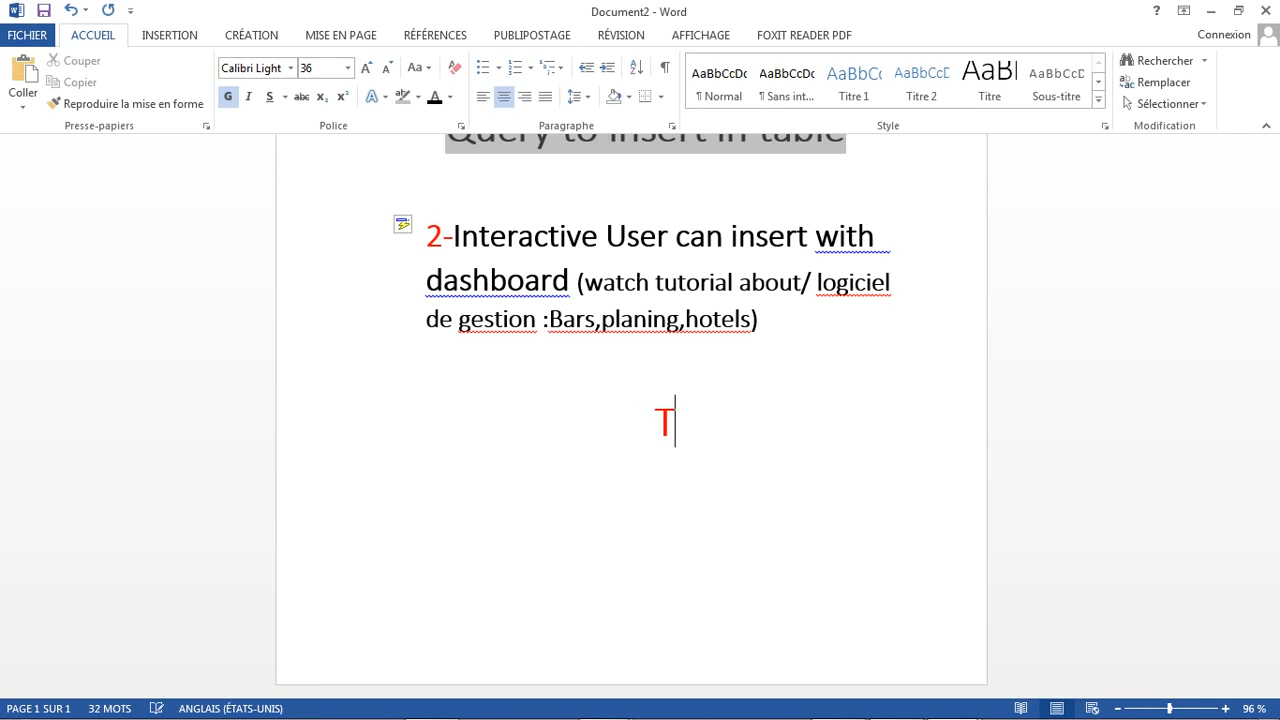 Document2 - Word
FICHIER ACCUEIL INSERTION CRÉATION MISE EN PAGE RÉFÉRENCES PUBLIPOSTAGE RÉVISION AFFICHAGE FOXIT READER PDF Connexion
Coller
Couper
Copier
Reproduire la mise en forme
Presse-papiers
Calibri Light 36
G I S abc x₂ x²
Police
Paragraphe
AaBbCcDc AaBbCcDc AaBbCc AaBbCcC AaBl AaBbCcD
¶ Normal ¶ Sans int... Titre 1 Titre 2 Titre Sous-titre
Style
Rechercher
Remplacer
Sélectionner
Modification
Query to insert in table
2-Interactive User can insert with
dashboard (watch tutorial about/ logiciel
de gestion :Bars,planing,hotels)
T
PAGE 1 SUR 1 32 MOTS ANGLAIS (ÉTATS-UNIS) 96 %